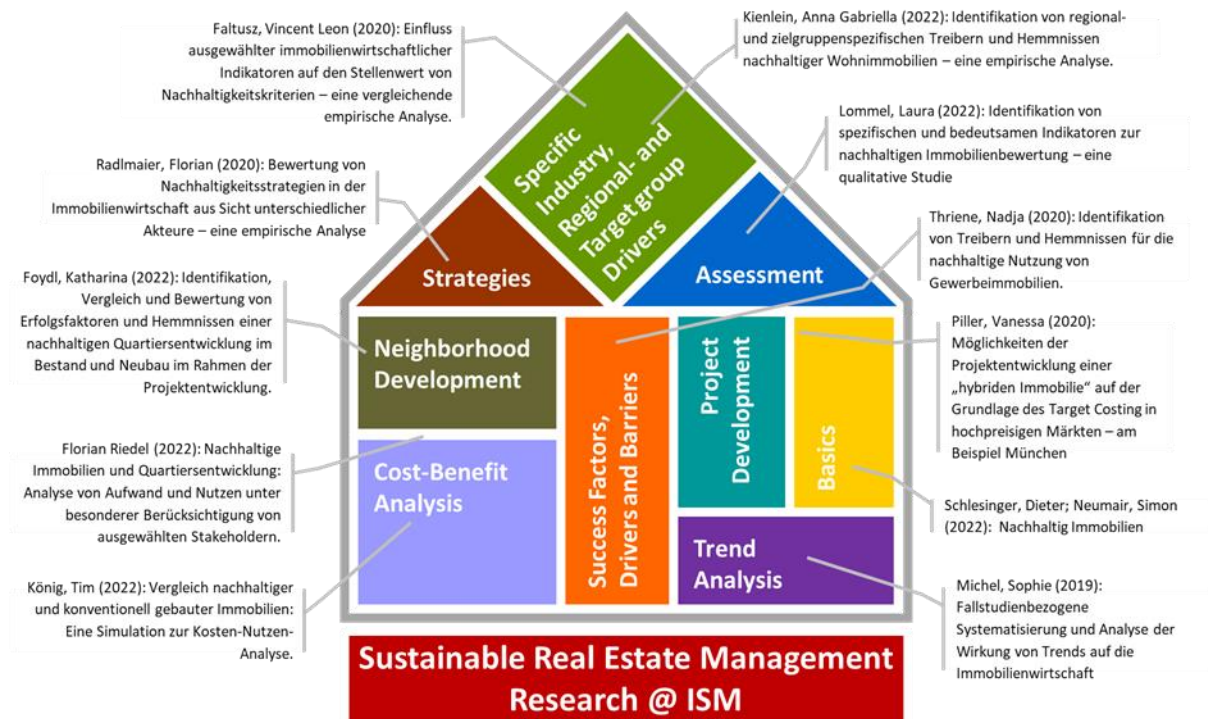 Faltusz, Vincent Leon (2020): Einfluss
ausgewählter immobilienwirtschaftlicher
Indikatoren auf den Stellenwert von
Nachhaltigkeitskriterien – eine vergleichende
empirische Analyse.
Kienlein, Anna Gabriella (2022): Identifikation von regional-
und zielgruppenspezifischen Treibern und Hemmnissen
nachhaltiger Wohnimmobilien – eine empirische Analyse.
Radlmaier, Florian (2020): Bewertung von
Nachhaltigkeitsstrategien in der
Immobilienwirtschaft aus Sicht unterschiedlicher
Akteure – eine empirische Analyse
Lommel, Laura (2022): Identifikation von
spezifischen und bedeutsamen Indikatoren zur
nachhaltigen Immobilienbewertung – eine
qualitative Studie
Foydl, Katharina (2022): Identifikation,
Vergleich und Bewertung von
Erfolgsfaktoren und Hemmnissen einer
nachhaltigen Quartiersentwicklung im
Bestand und Neubau im Rahmen der
Projektentwicklung.
Thriene, Nadja (2020): Identifikation
von Treibern und Hemmnissen für die
nachhaltige Nutzung von
Gewerbeimmobilien.
Florian Riedel (2022): Nachhaltige
Immobilien und Quartiersentwicklung:
Analyse von Aufwand und Nutzen unter
besonderer Berücksichtigung von
ausgewählten Stakeholdern.
Piller, Vanessa (2020):
Möglichkeiten der
Projektentwicklung einer
„hybriden Immobilie“ auf der
Grundlage des Target Costing in
hochpreisigen Märkten – am
Beispiel München
König, Tim (2022): Vergleich nachhaltiger
und konventionell gebauter Immobilien:
Eine Simulation zur Kosten-Nutzen-
Analyse.
Schlesinger, Dieter; Neumair, Simon
(2022): Nachhaltig Immobilien
Michel, Sophie (2019):
Fallstudienbezogene
Systematisierung und Analyse der
Wirkung von Trends auf die
Immobilienwirtschaft
Specific
Industry,
Regional- and
Target group
Drivers
Strategies
Assessment
Neighborhood
Development
Cost-Benefit
Analysis
Success Factors,
Drivers and Barriers
Project
Development
Basics
Trend
Analysis
Sustainable Real Estate Management
Research @ ISM